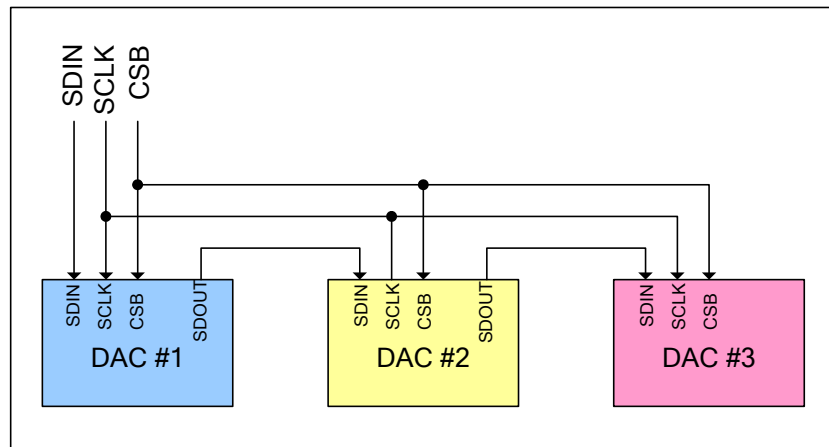 SDIN
SCLK
CSB
SDIN
SCLK
CSB
SDOUT
DAC #1
SDIN
SCLK
CSB
SDOUT
DAC #2
SDIN
SCLK
CSB
DAC #3